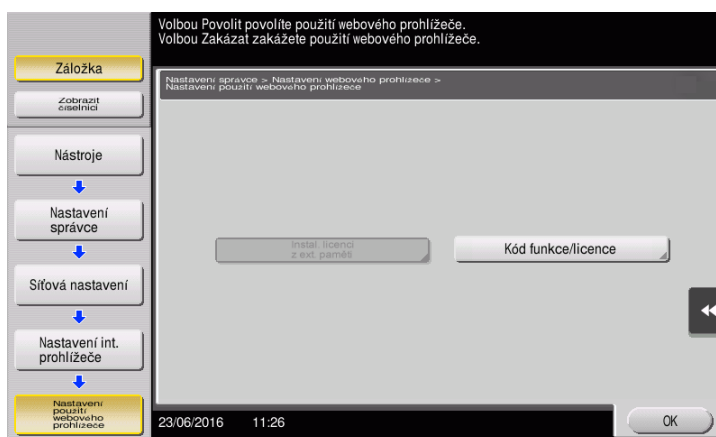 Volbou Povolit povolíte použití webového prohlížeče.
Volbou Zakázat zakážete použití webového prohlížeče.
Záložka
Zobrazit
číselníci
Nastavení správce > Nastavení webového prohlížeče >
Nastavení použití webového prohlížeče
Nástroje
Nastavení
správce
Síťová nastavení
Nastavení int.
prohlížeče
Nastavení
použití
webového
prohlížeče
Instal. licenci
z ext. paměti
Kód funkce/licence
23/06/2016 11:26
OK